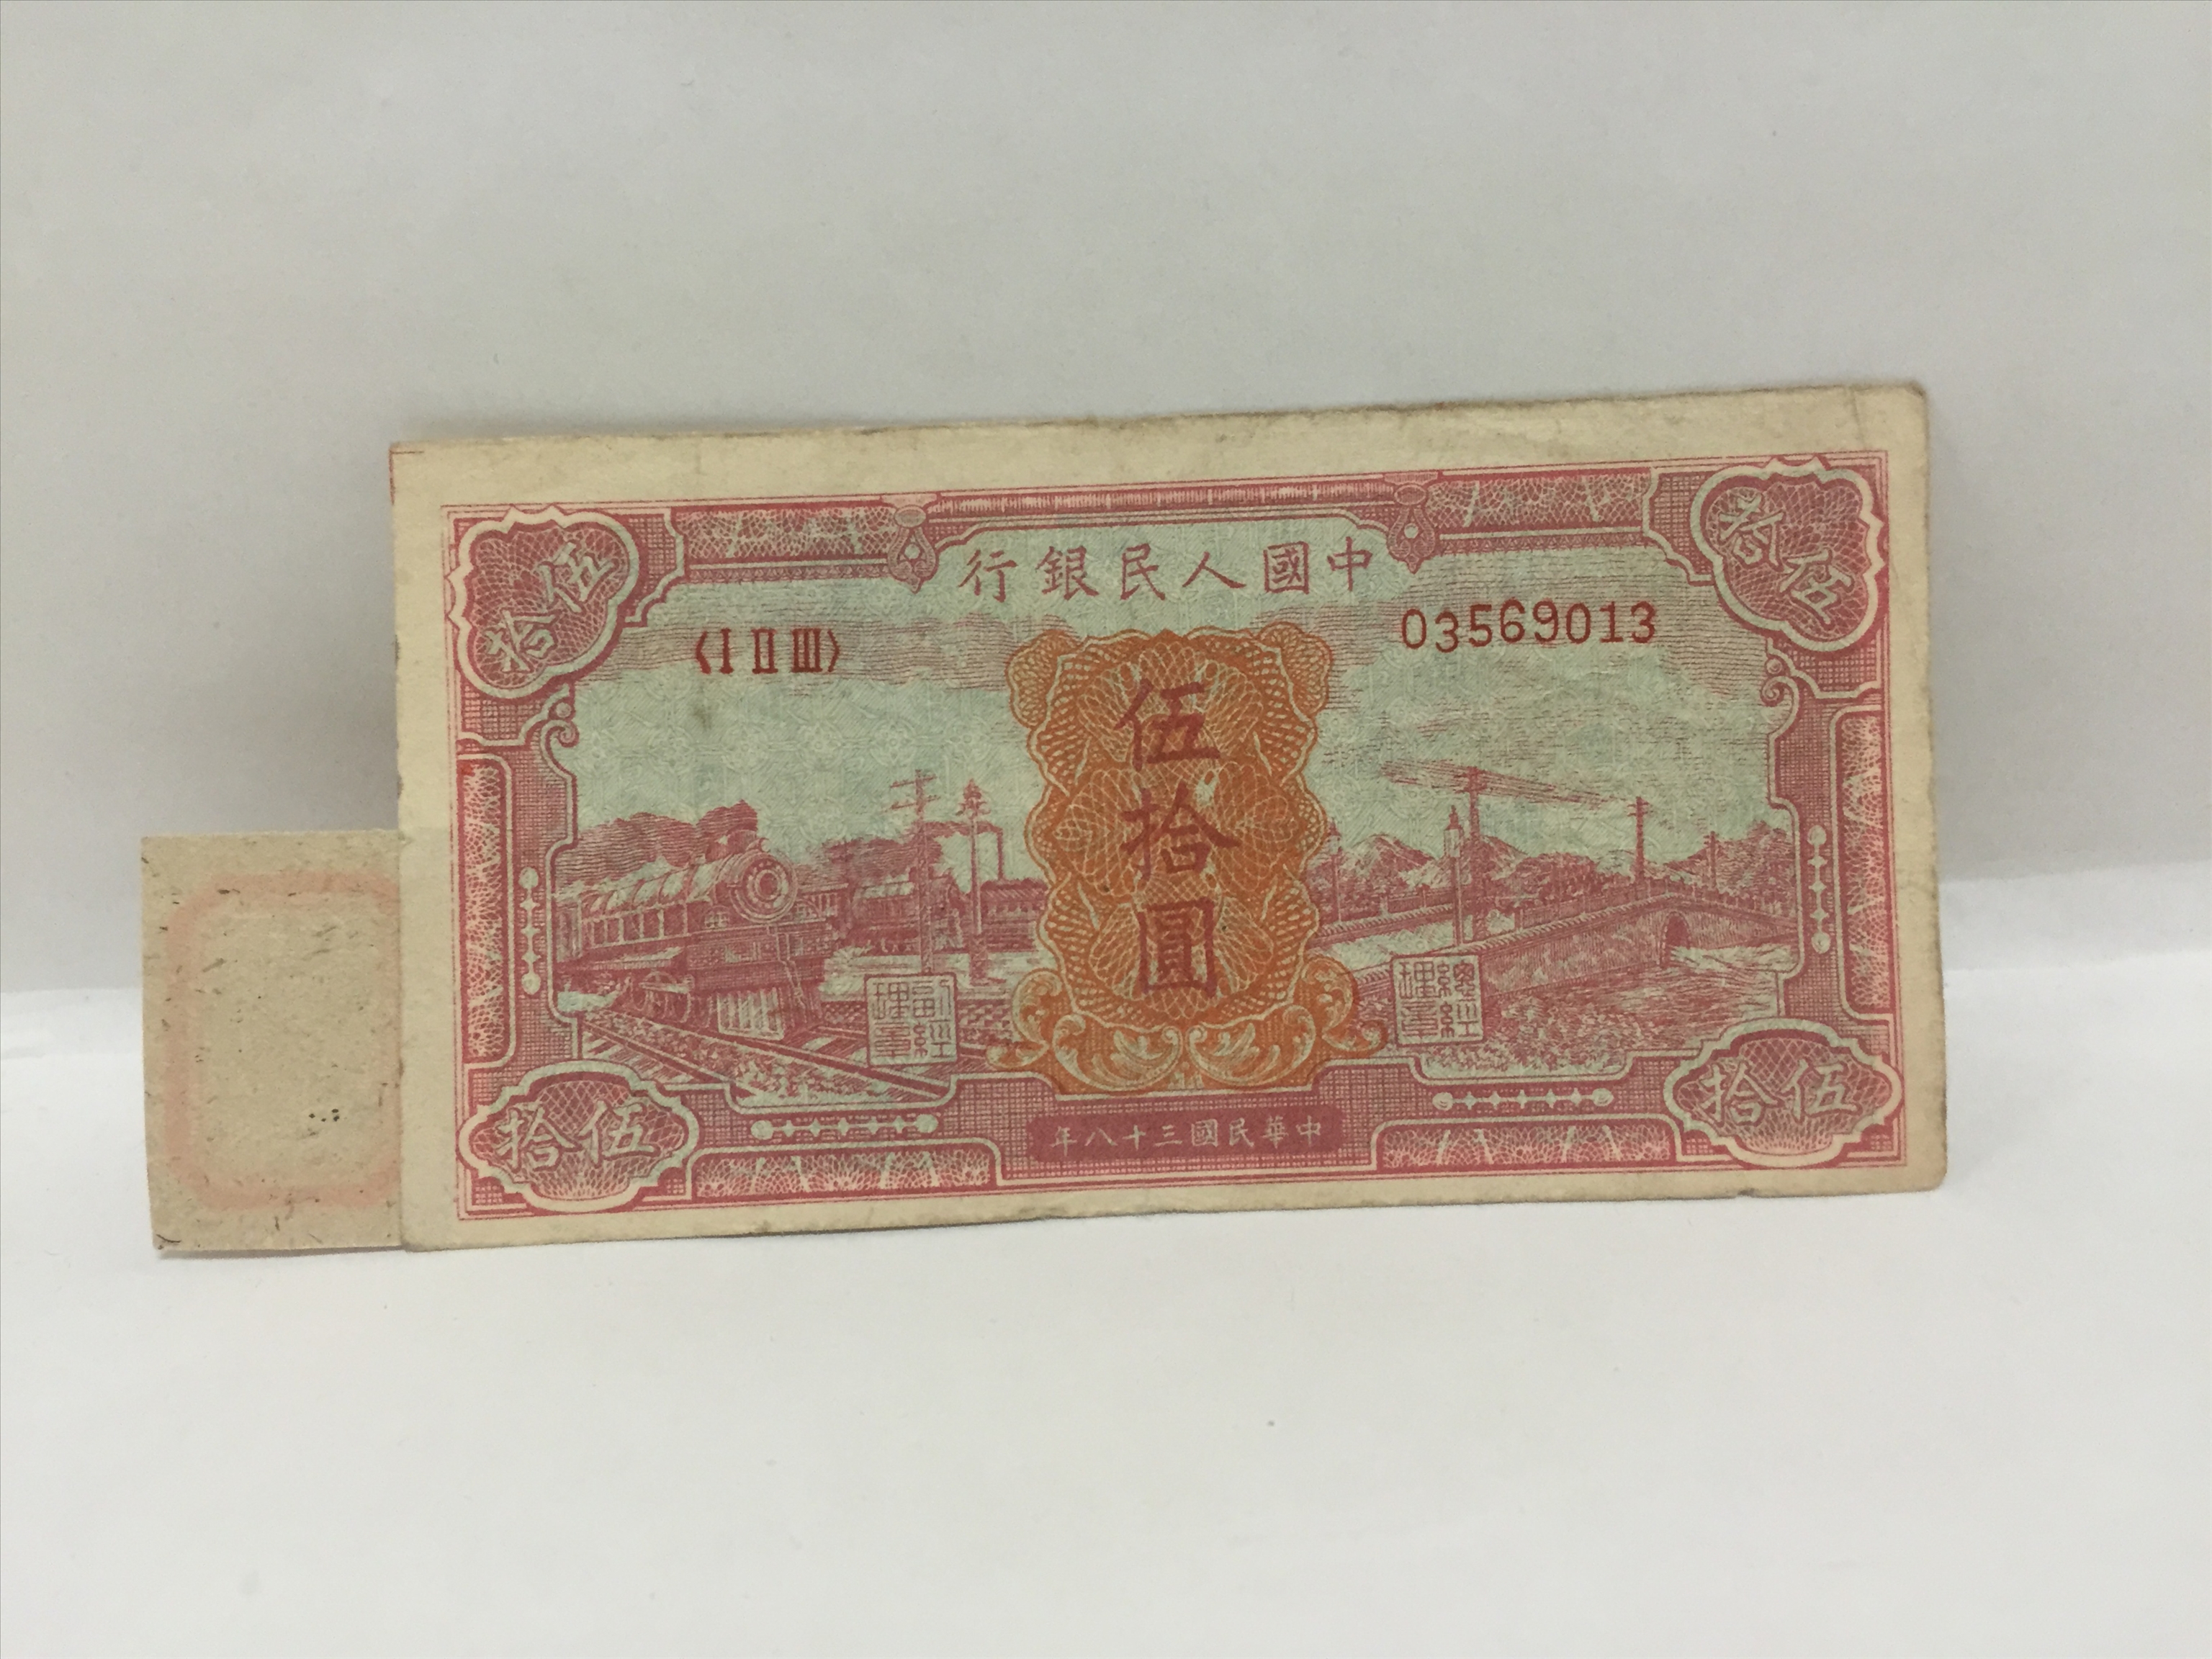 伍拾
中國人民銀行
伍拾
〈I II III〉
03569013
伍拾圓
副經理章
總經理章
伍拾
中華民國三十八年
伍拾